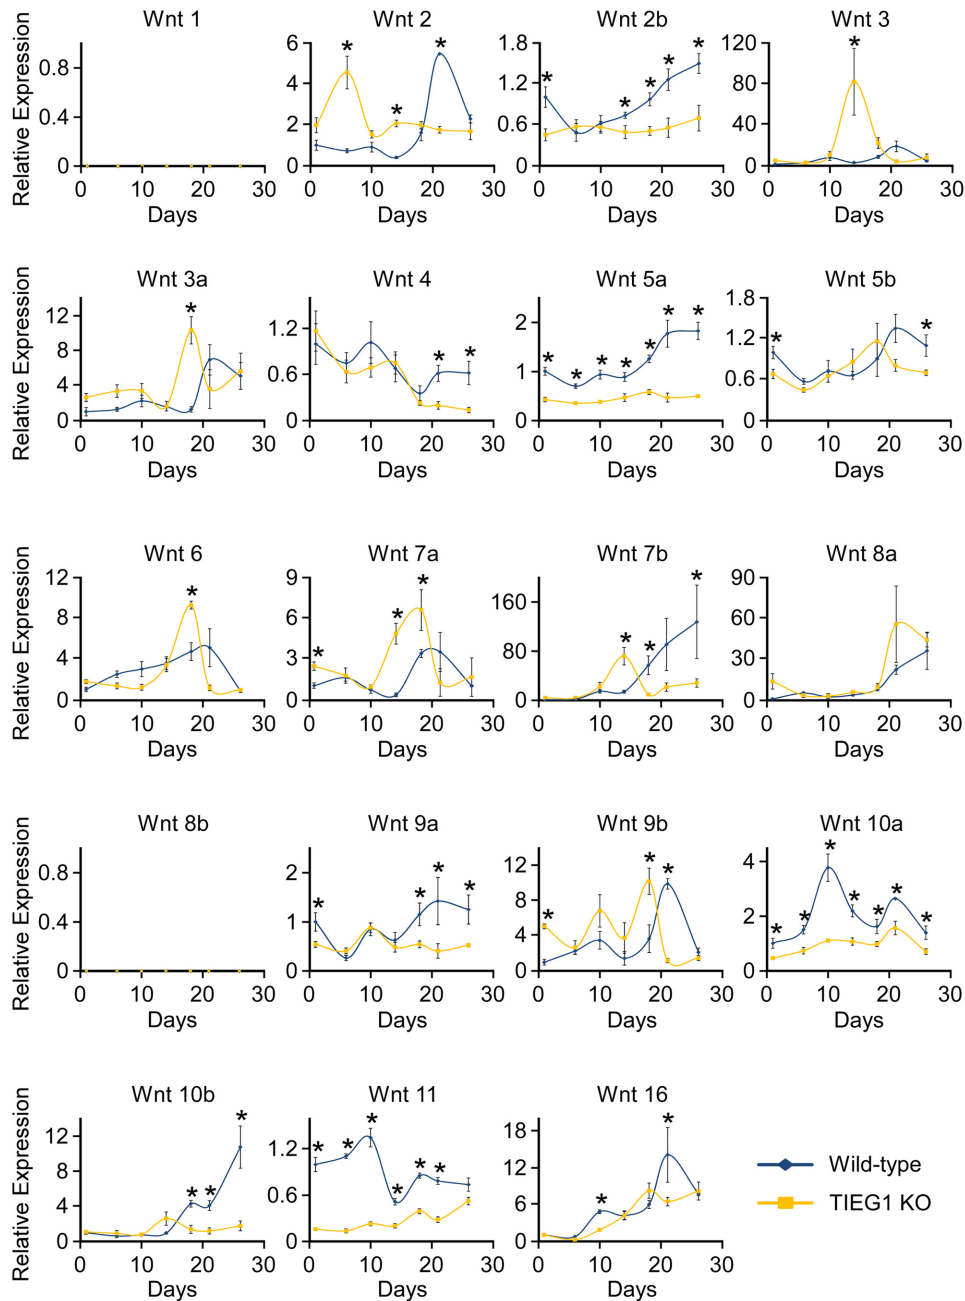 Wnt 1 Wnt 2 Wnt 2b Wnt 3
Relative Expression
0.8 0.4 0
6 4 2 0
1.8 1.2 0.6 0
120 80 40 0
* * *
* * * * *
*
0 10 20 30 0 10 20 30 0 10 20 30 0 10 20 30
Days Days Days Days
Wnt 3a Wnt 4 Wnt 5a Wnt 5b
Relative Expression
12 8 4 0
1.2 0.6 0
2 1 0
1.8 1.2 0.6 0
*
* *
* * * * * * *
* *
0 10 20 30 0 10 20 30 0 10 20 30 0 10 20 30
Days Days Days Days
Wnt 6 Wnt 7a Wnt 7b Wnt 8a
Relative Expression
12 8 4 0
9 6 3 0
160 80 0
90 60 30 0
*
* * *
* * *
0 10 20 30 0 10 20 30 0 10 20 30 0 10 20 30
Days Days Days Days
Wnt 8b Wnt 9a Wnt 9b Wnt 10a
Relative Expression
0.8 0.4 0
2 1 0
12 8 4 0
4 2 0
* * * *
* * *
* * * * * * *
0 10 20 30 0 10 20 30 0 10 20 30 0 10 20 30
Days Days Days Days
Wnt 10b Wnt 11 Wnt 16
Relative Expression
12 8 4 0
1.2 0.6 0
18 12 6 0
* * *
* * * * * *
* *
0 10 20 30 0 10 20 30 0 10 20 30
Days Days Days
Wild-type
TIEG1 KO